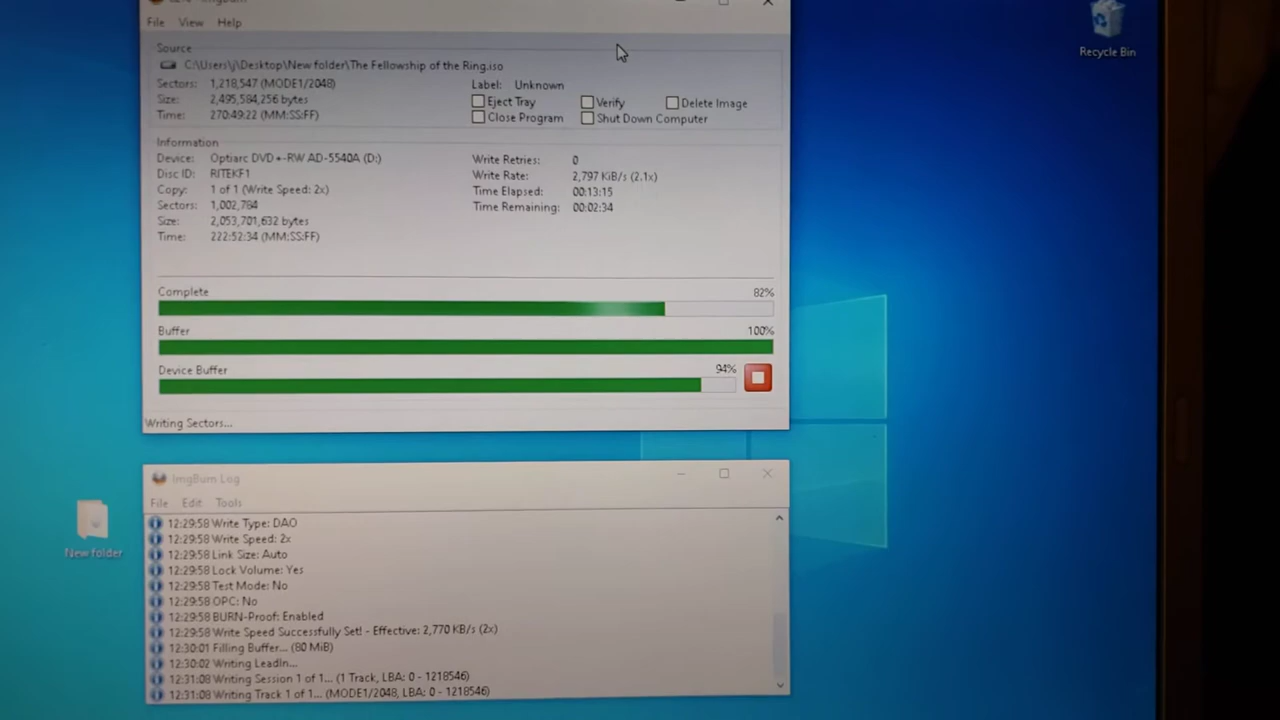 File View Help
Recycle Bin
Source
C:\Users\j\Desktop\New folder\The Fellowship of the Ring.iso
Sectors: 1,218,547 (MODE1/2048)
Label: Unknown
Size: 2,495,584,256 bytes
Eject Tray Verify Delete Image
Time: 270:49:22 (MM:SS:FF)
Close Program Shut Down Computer
Information
Device: Optiarc DVD+-RW AD-5540A (D:)
Write Retries: 0
Disc ID: RITEKF1
Write Rate: 2,797 KiB/s (2.1x)
Copy: 1 of 1 (Write Speed: 2x)
Time Elapsed: 00:13:15
Sectors: 1,002,784
Time Remaining: 00:02:34
Size: 2,053,701,632 bytes
Time: 222:52:34 (MM:SS:FF)
Complete 82%
Buffer 100%
Device Buffer 94%
Writing Sectors...
ImgBurn Log
File Edit Tools
12:29:58 Write Type: DAO
12:29:58 Write Speed: 2x
12:29:58 Link Size: Auto
12:29:58 Lock Volume: Yes
12:29:58 Test Mode: No
12:29:58 OPC: No
12:29:58 BURN-Proof: Enabled
12:29:58 Write Speed Successfully Set! - Effective: 2,770 KB/s (2x)
12:30:01 Filling Buffer... (80 MiB)
12:30:02 Writing LeadIn...
12:31:08 Writing Session 1 of 1... (1 Track, LBA: 0 - 1218546)
12:31:08 Writing Track 1 of 1... (MODE1/2048, LBA: 0 - 1218546)
New folder